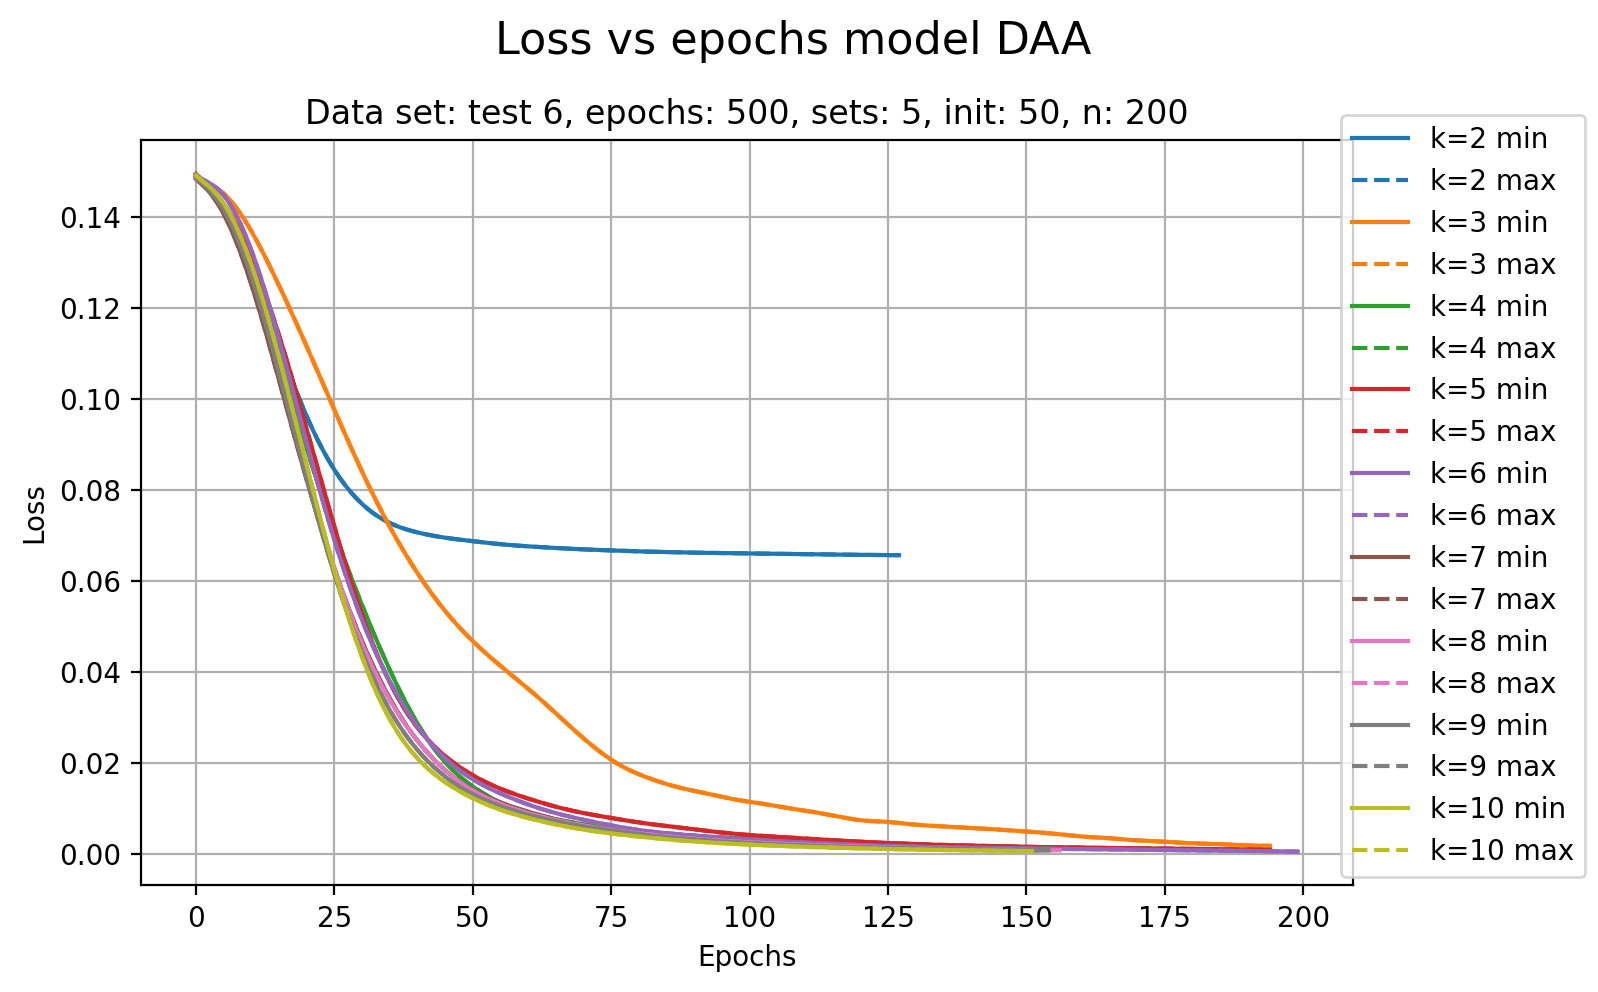 Loss vs epochs model DAA
Data set: test 6, epochs: 500, sets: 5, init: 50, n: 200
k=2 min
k=2 max
k=3 min
k=3 max
k=4 min
k=4 max
k=5 min
k=5 max
k=6 min
k=6 max
k=7 min
k=7 max
k=8 min
k=8 max
k=9 min
k=9 max
k=10 min
k=10 max
Loss
0.14
0.12
0.10
0.08
0.06
0.04
0.02
0.00
0 25 50 75 100 125 150 175 200
Epochs